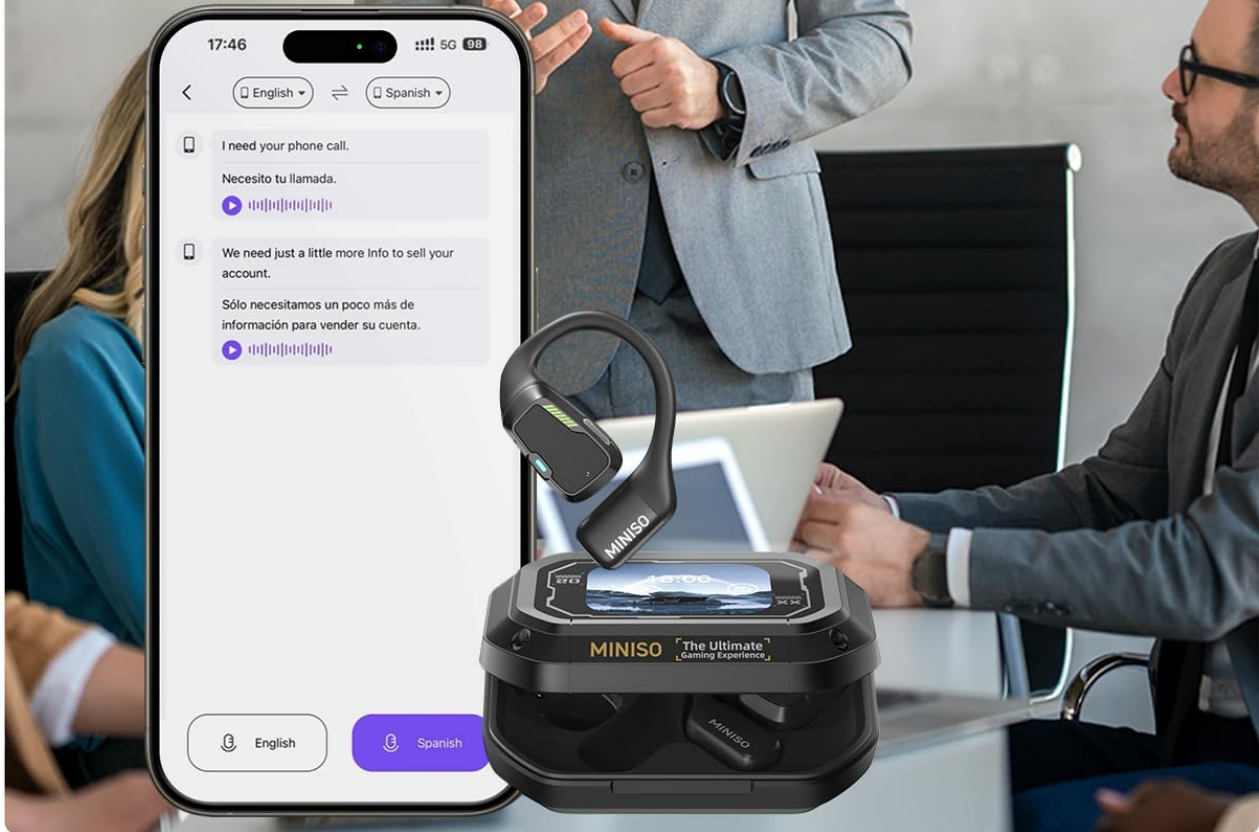 17:46
5G 98
English
Spanish
I need your phone call.
Necesito tu llamada.
We need just a little more Info to sell your
account.
Sólo necesitamos un poco más de
información para vender su cuenta.
English
Spanish
MINISO
18:00
MINISO
The Ultimate
Gaming Experience
MINISO